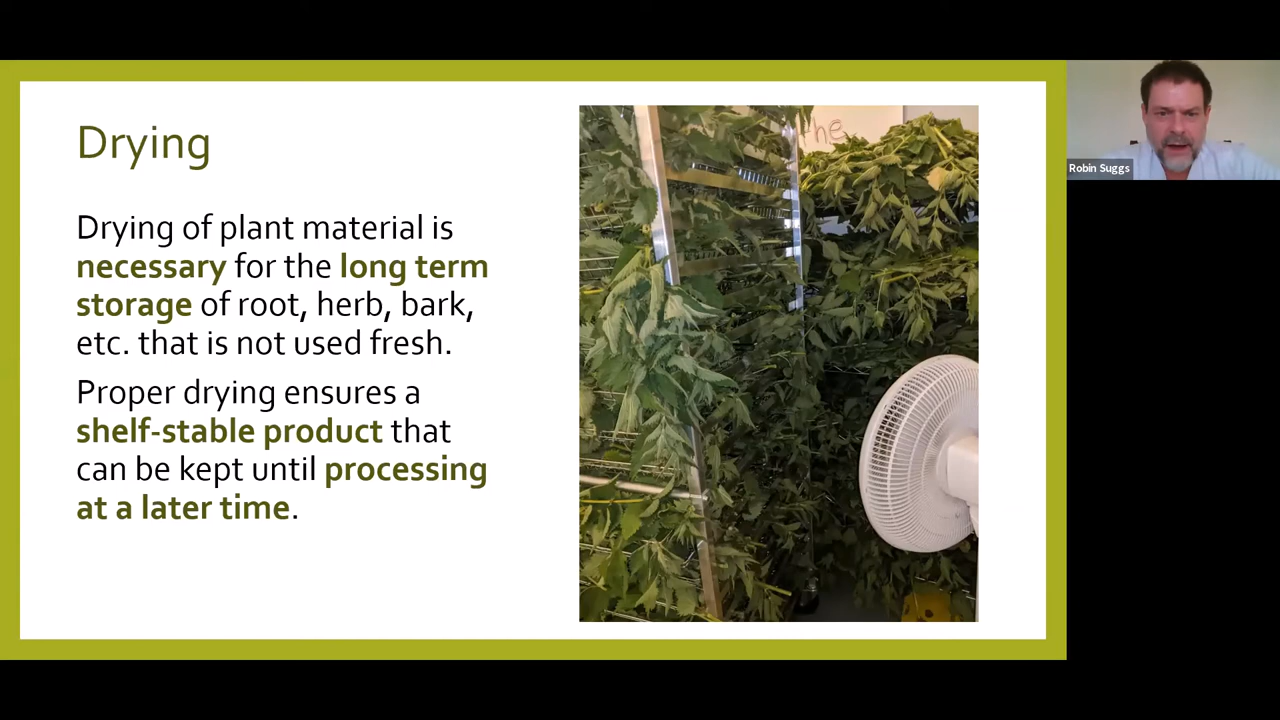 Drying
Drying of plant material is
necessary for the long term
storage of root, herb, bark,
etc. that is not used fresh.
Proper drying ensures a
shelf-stable product that
can be kept until processing
at a later time.
the
Robin Suggs